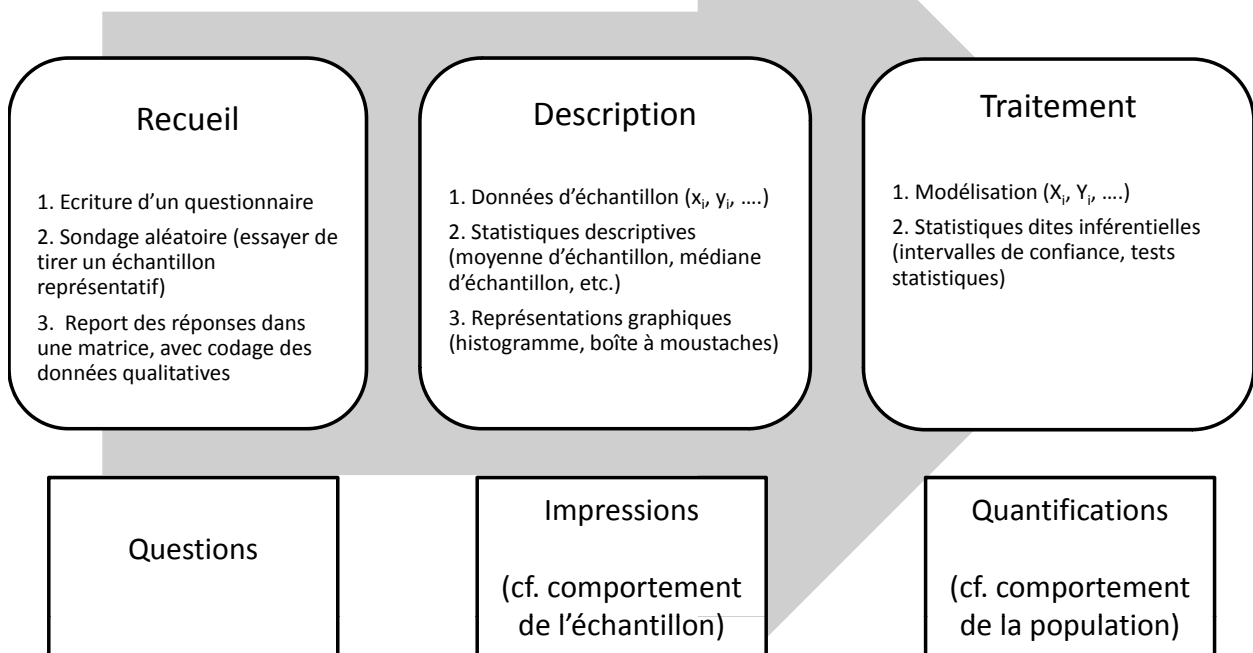 Recueil
1. Ecriture d'un questionnaire
2. Sondage aléatoire (essayer de
tirer un échantillon
représentatif)
3.  Report des réponses dans
une matrice, avec codage des
données qualitatives
Description
1. Données d'échantillon (xi, yi, ....)
2. Statistiques descriptives
(moyenne d'échantillon, médiane
d'échantillon, etc.)
3. Représentations graphiques
(histogramme, boîte à moustaches)
Traitement
1. Modélisation (Xi, Yi, ....)
2. Statistiques dites inférentielles
(intervalles de confiance, tests
statistiques)
Questions
Impressions
(cf. comportement
de l'échantillon)
Quantifications
(cf. comportement
de la population)